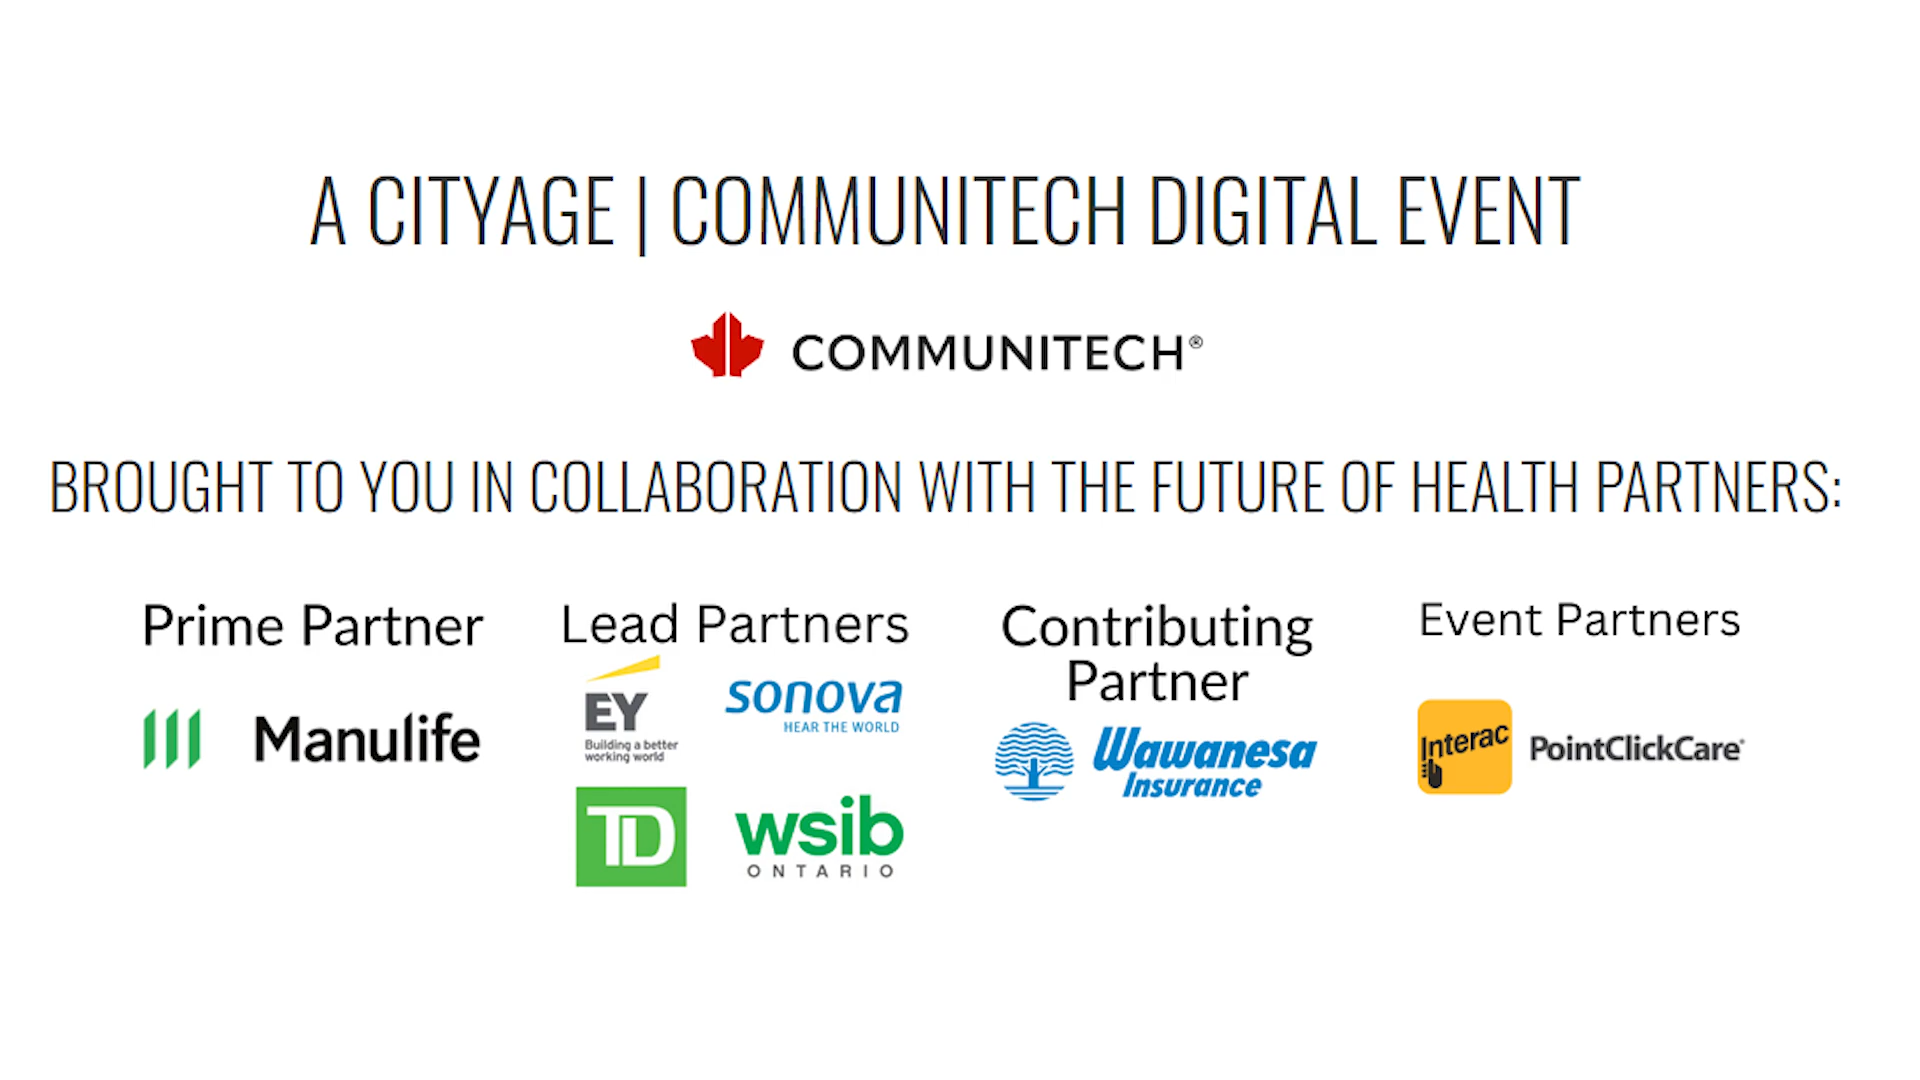 A CITYAGE | COMMUNITECH DIGITAL EVENT
COMMUNITECH®
BROUGHT TO YOU IN COLLABORATION WITH THE FUTURE OF HEALTH PARTNERS:
Prime Partner
Manulife
Lead Partners
EY
Building a better
working world
sonova
HEAR THE WORLD
TD
wsib
ONTARIO
Contributing
Partner
Wawanesa
Insurance
Event Partners
Interac
PointClickCare®